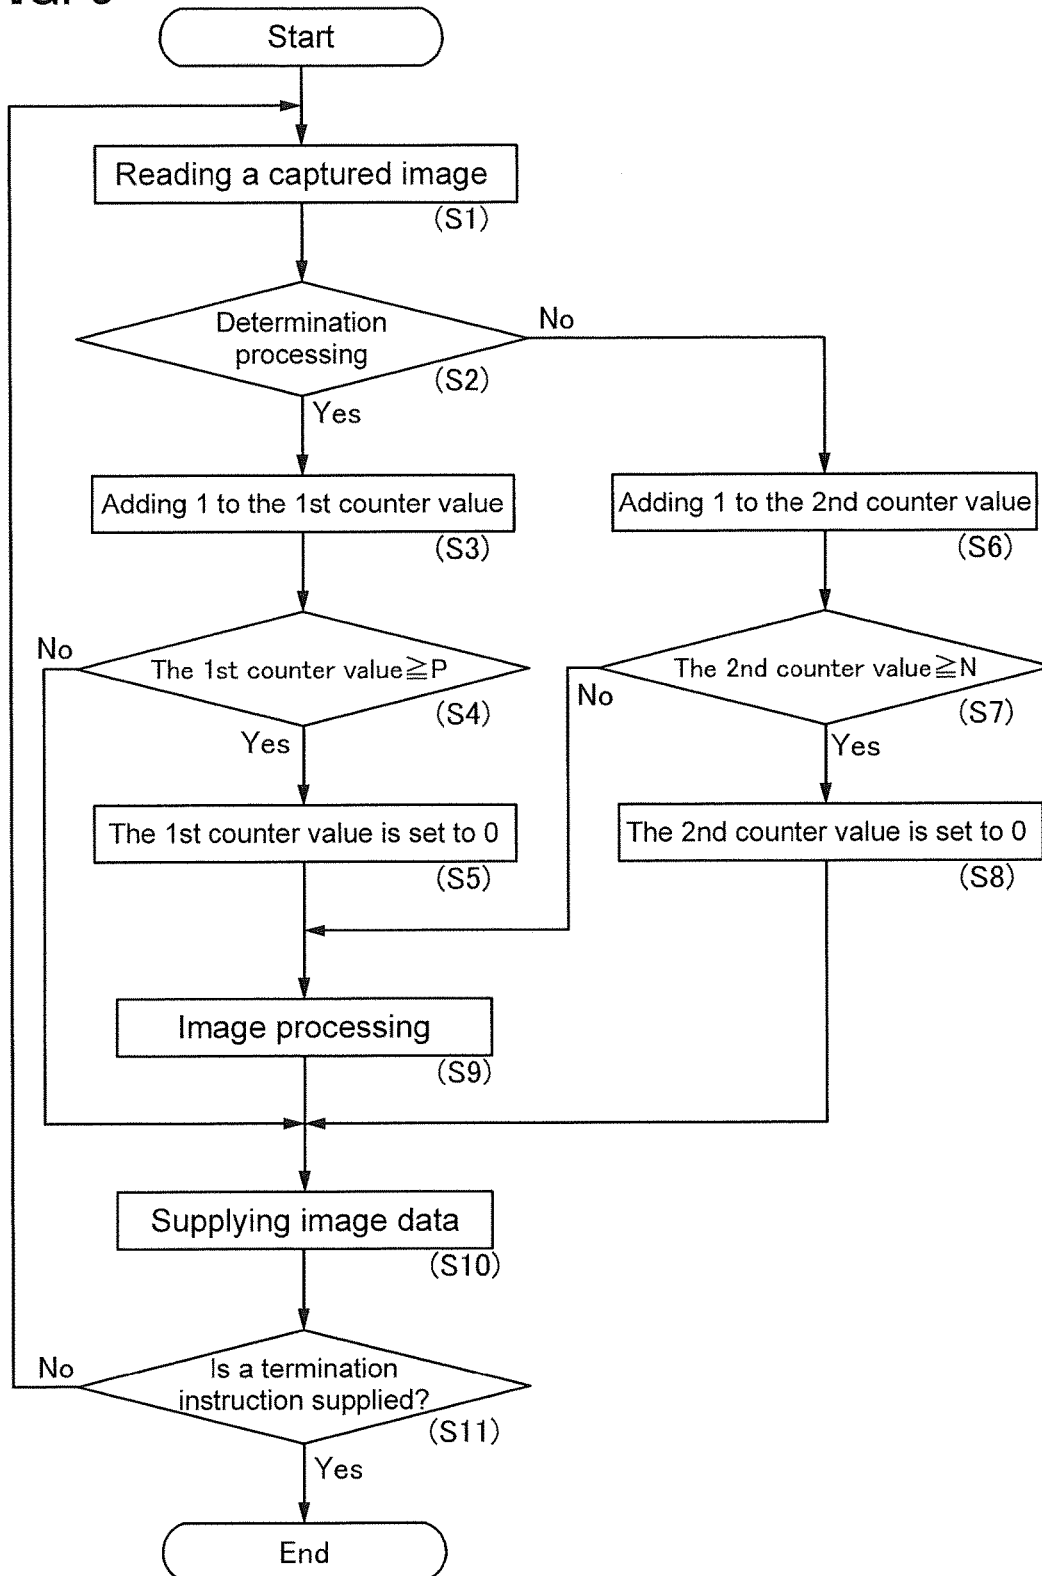 Start
Reading a captured image
(S1)
Determination
processing
(S2)
No
Yes
Adding 1 to the 1st counter value
(S3)
Adding 1 to the 2nd counter value
(S6)
No
The 1st counter value≧P
(S4)
Yes
The 2nd counter value≧N
(S7)
No
Yes
The 1st counter value is set to 0
(S5)
The 2nd counter value is set to 0
(S8)
Image processing
(S9)
Supplying image data
(S10)
No
Is a termination
instruction supplied?
(S11)
Yes
End